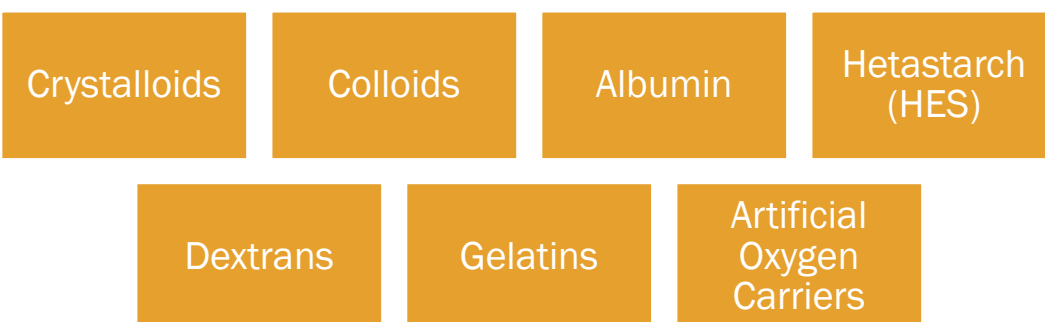 Crystalloids
Colloids
Albumin
Hetastarch
(HES)
Dextrans
Gelatins
Artificial
Oxygen
Carriers